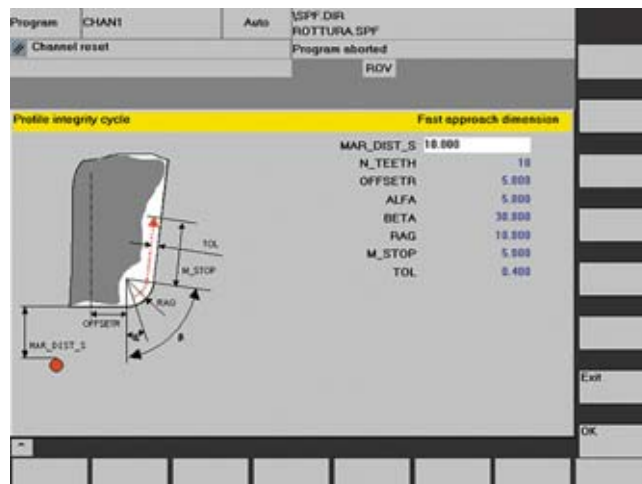 Program CHAN1 Auto \SPF.DIR
ROTTURA.SPF
Channel reset Program aborted
ROV
Profile integrity cycle Fast approach dimension
MAR_DIST_S 10.000
N_TEETH 10
OFFSETR 5.000
ALFA 5.000
BETA 30.000
RAG 10.000
M_STOP 5.000
TOL 0.400
TOL
M_STOP
RAG
OFFSETR
α
β
MAR_DIST_S
Exit
OK